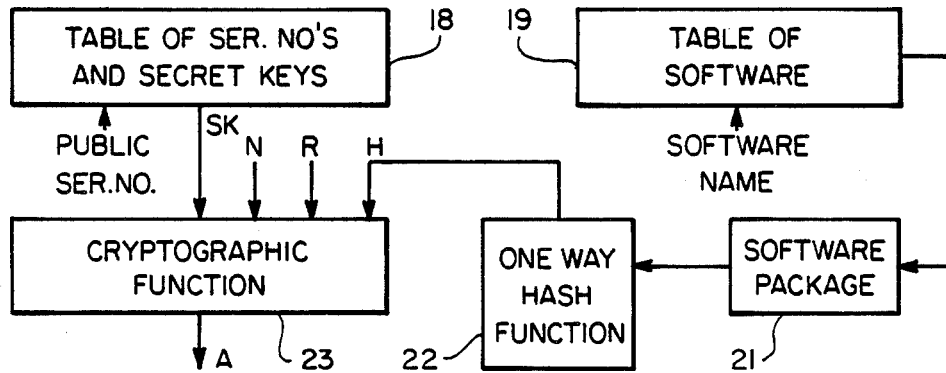 TABLE OF SER. NO'S
AND SECRET KEYS
18
19
TABLE OF
SOFTWARE
PUBLIC
SER.NO.
SK
N
R
H
SOFTWARE
NAME
CRYPTOGRAPHIC
FUNCTION
ONE WAY
HASH
FUNCTION
SOFTWARE
PACKAGE
A
23
22
21